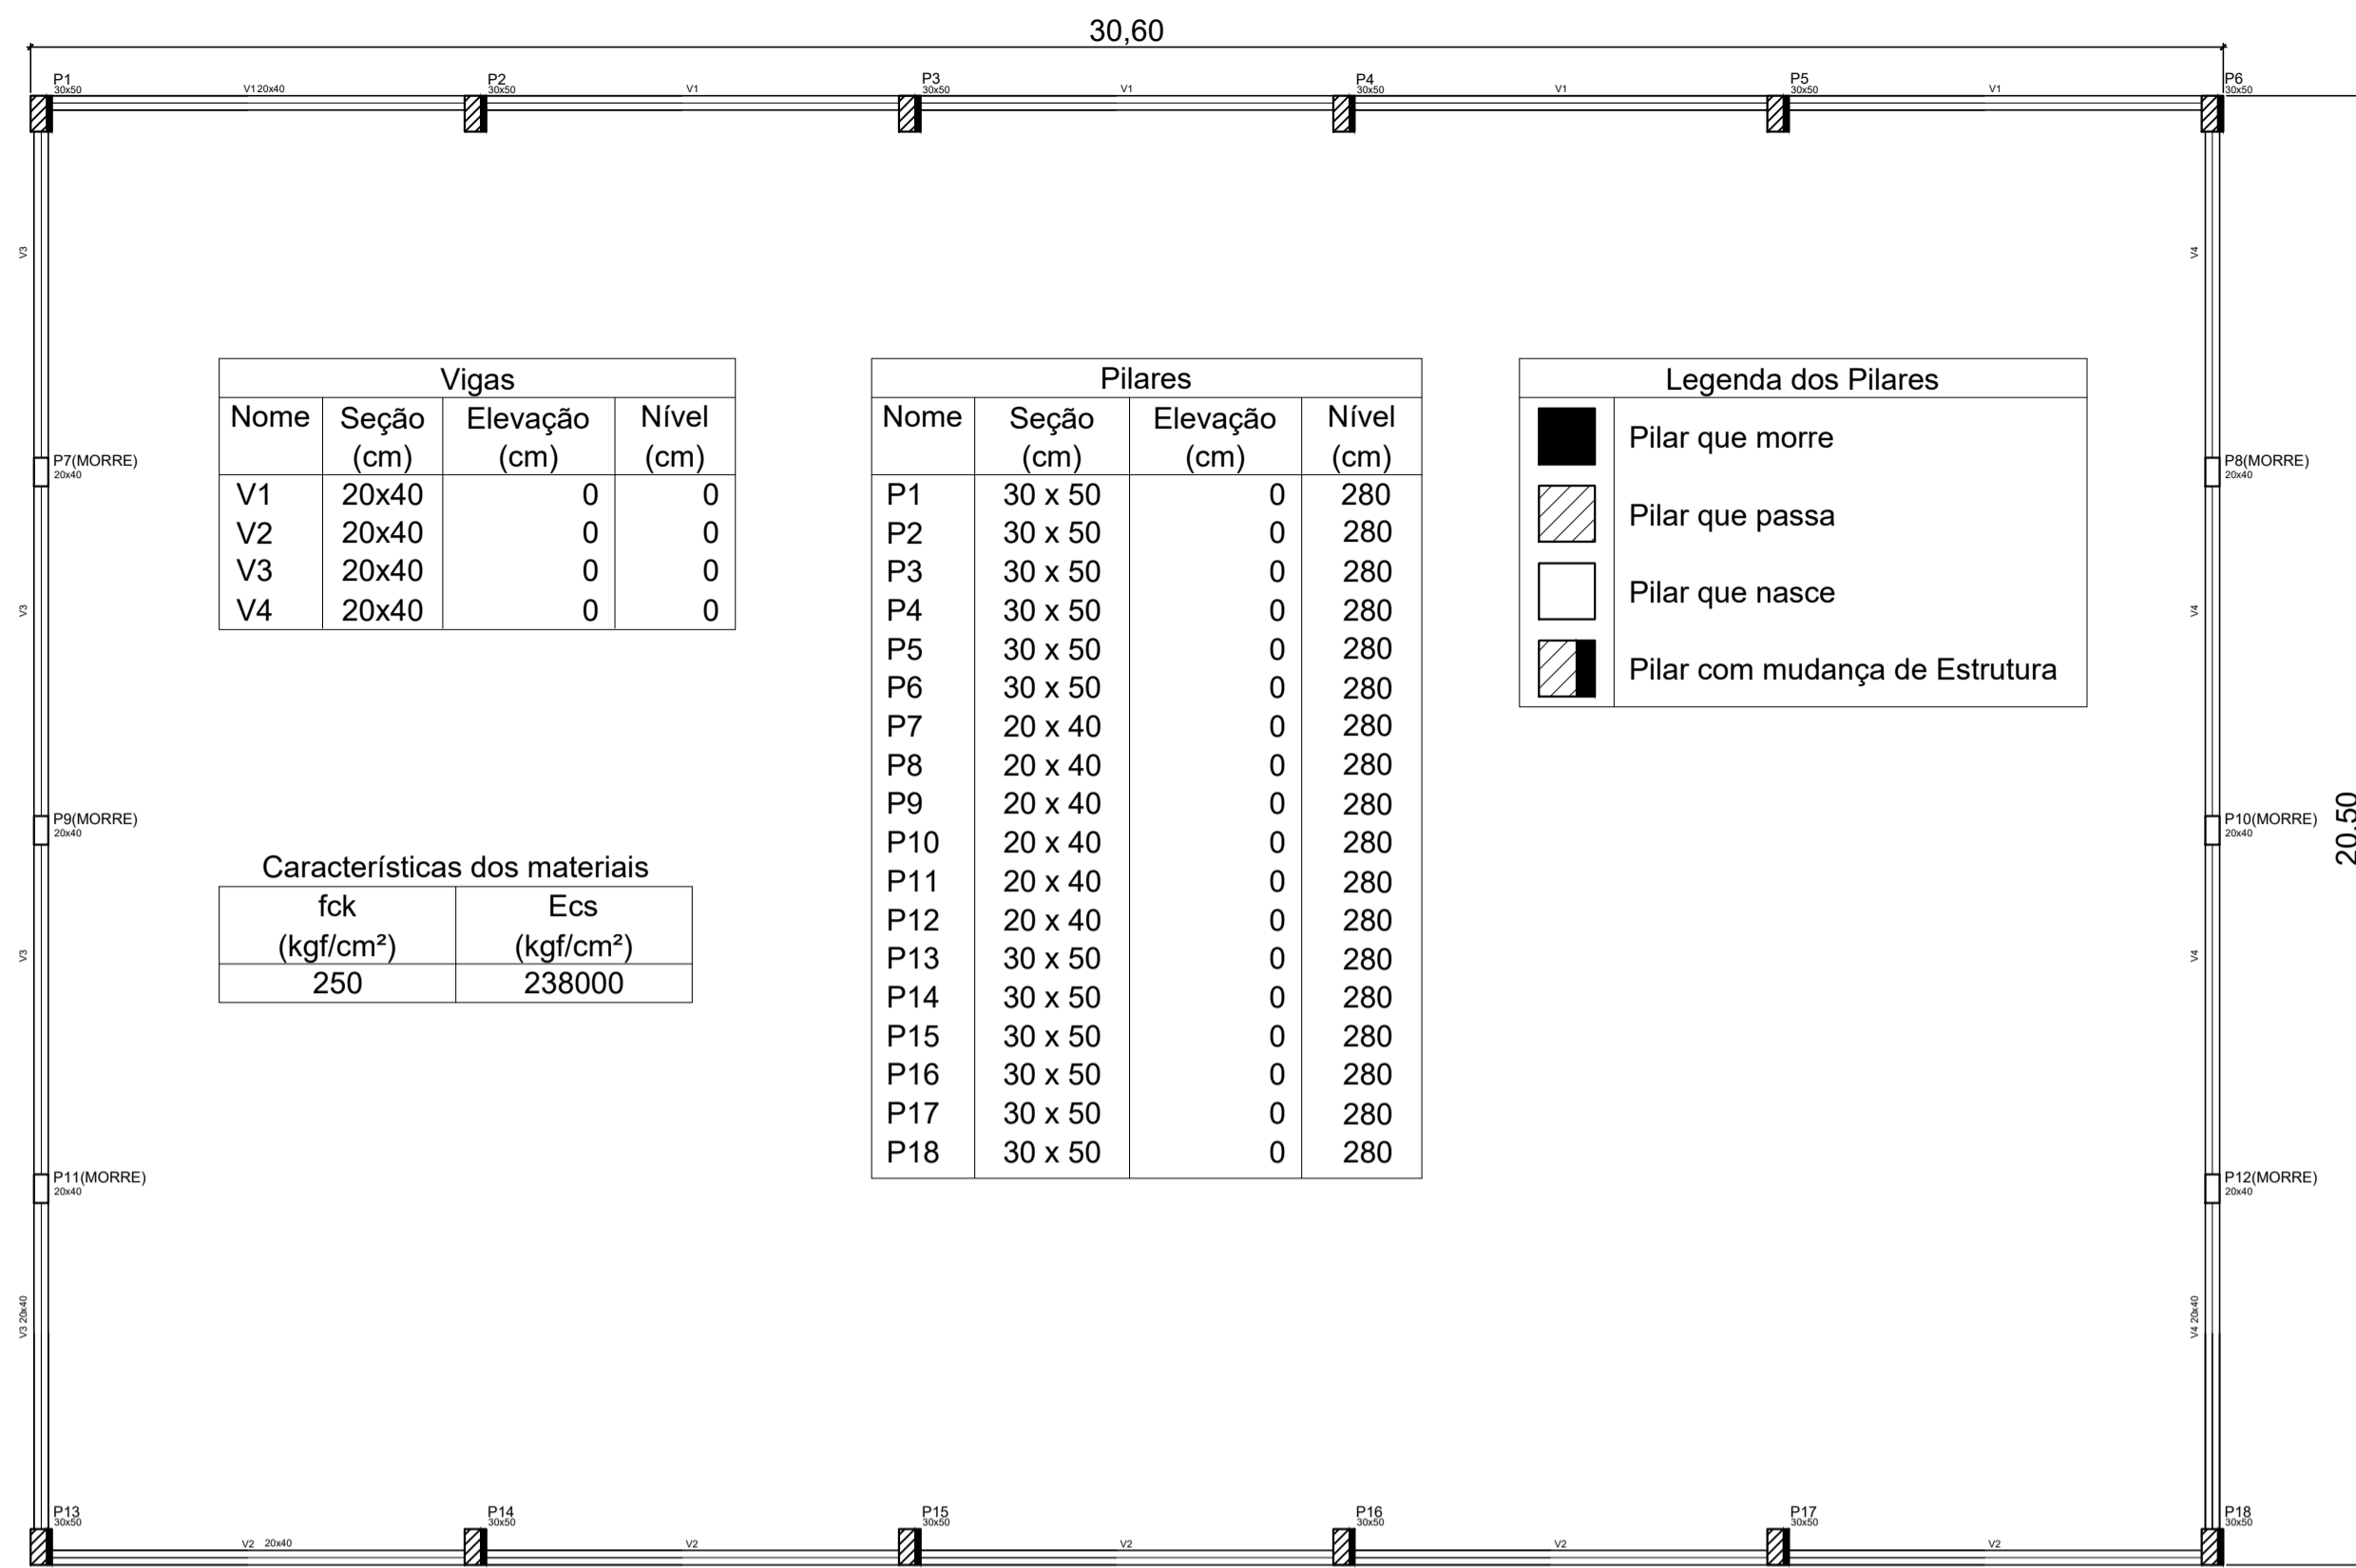 30,60
P1
30x50
V1 20x40
P2
30x50
V1
P3
30x50
V1
P4
30x50
V1
P5
30x50
V1
P6
30x50
V3
V4
Vigas
Nome Seção (cm) Elevação (cm) Nível (cm)
V1 20x40 0 0
V2 20x40 0 0
V3 20x40 0 0
V4 20x40 0 0
Pilares
Nome Seção (cm) Elevação (cm) Nível (cm)
P1 30 x 50 0 280
P2 30 x 50 0 280
P3 30 x 50 0 280
P4 30 x 50 0 280
P5 30 x 50 0 280
P6 30 x 50 0 280
P7 20 x 40 0 280
P8 20 x 40 0 280
P9 20 x 40 0 280
P10 20 x 40 0 280
P11 20 x 40 0 280
P12 20 x 40 0 280
P13 30 x 50 0 280
P14 30 x 50 0 280
P15 30 x 50 0 280
P16 30 x 50 0 280
P17 30 x 50 0 280
P18 30 x 50 0 280
Legenda dos Pilares
Pilar que morre
Pilar que passa
Pilar que nasce
Pilar com mudança de Estrutura
P7(MORRE)
20x40
P8(MORRE)
20x40
V3
V4
P9(MORRE)
20x40
P10(MORRE)
20x40
20,50
Características dos materiais
fck (kgf/cm²) Ecs (kgf/cm²)
250 238000
V3
V4
P11(MORRE)
20x40
P12(MORRE)
20x40
V3 20x40
V4 20x40
P13
30x50
V2 20x40
P14
30x50
V2
P15
30x50
V2
P16
30x50
V2
P17
30x50
V2
P18
30x50